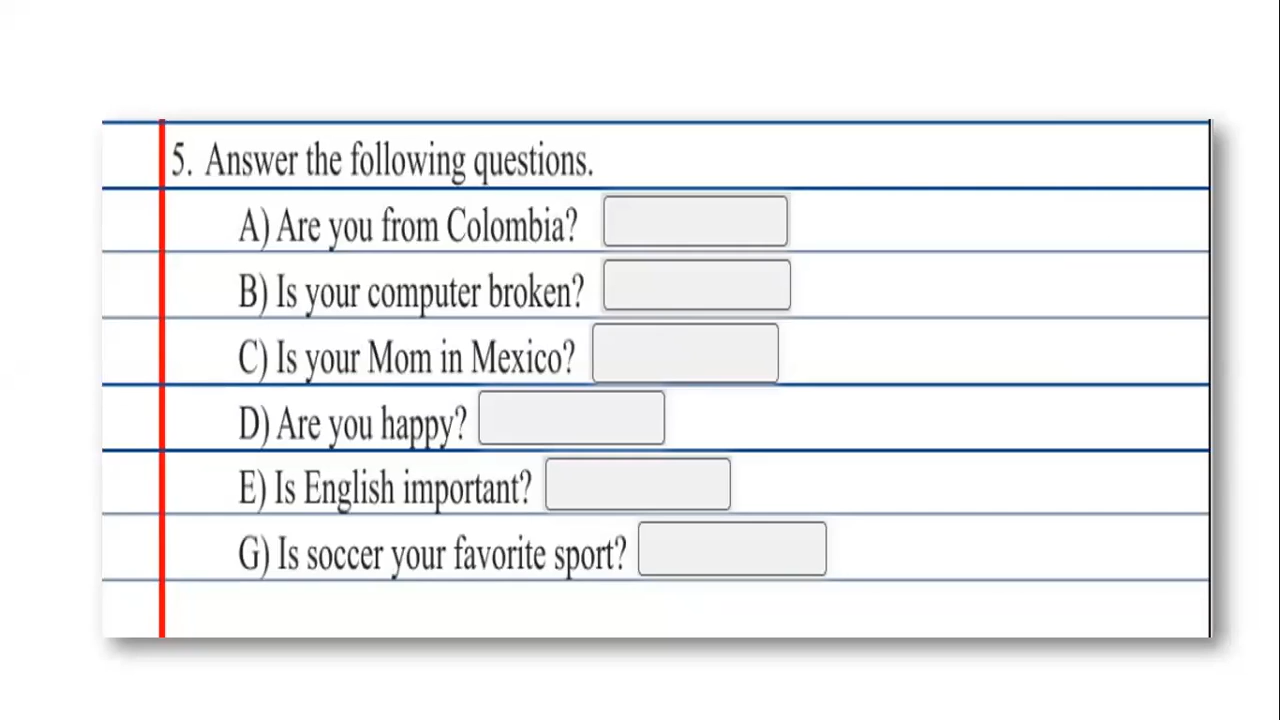 5. Answer the following questions.
A) Are you from Colombia?
B) Is your computer broken?
C) Is your Mom in Mexico?
D) Are you happy?
E) Is English important?
G) Is soccer your favorite sport?